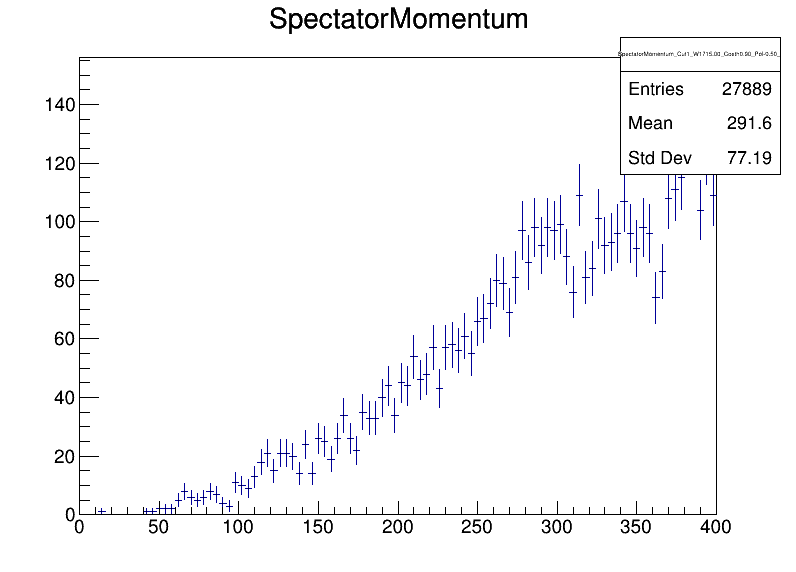 SpectatorMomentum
SpectatorMomentum_Cut1_W1715.00_Costh0.90_Pol-0.50_
Entries 27889
Mean 291.6
Std Dev 77.19
140
120
100
80
60
40
20
0
0 50 100 150 200 250 300 350 400